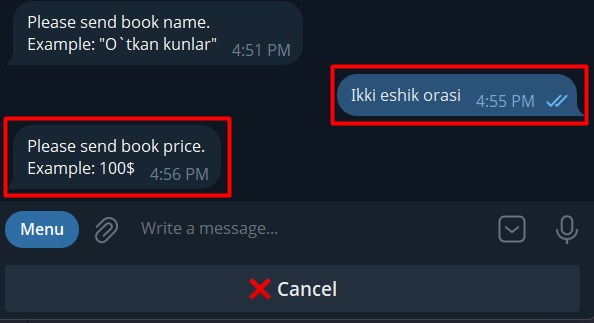 Please send book name.
Example: "O`tkan kunlar" 4:51 PM
Ikki eshik orasi 4:55 PM
Please send book price.
Example: 100$ 4:56 PM
Menu Write a message...
Cancel